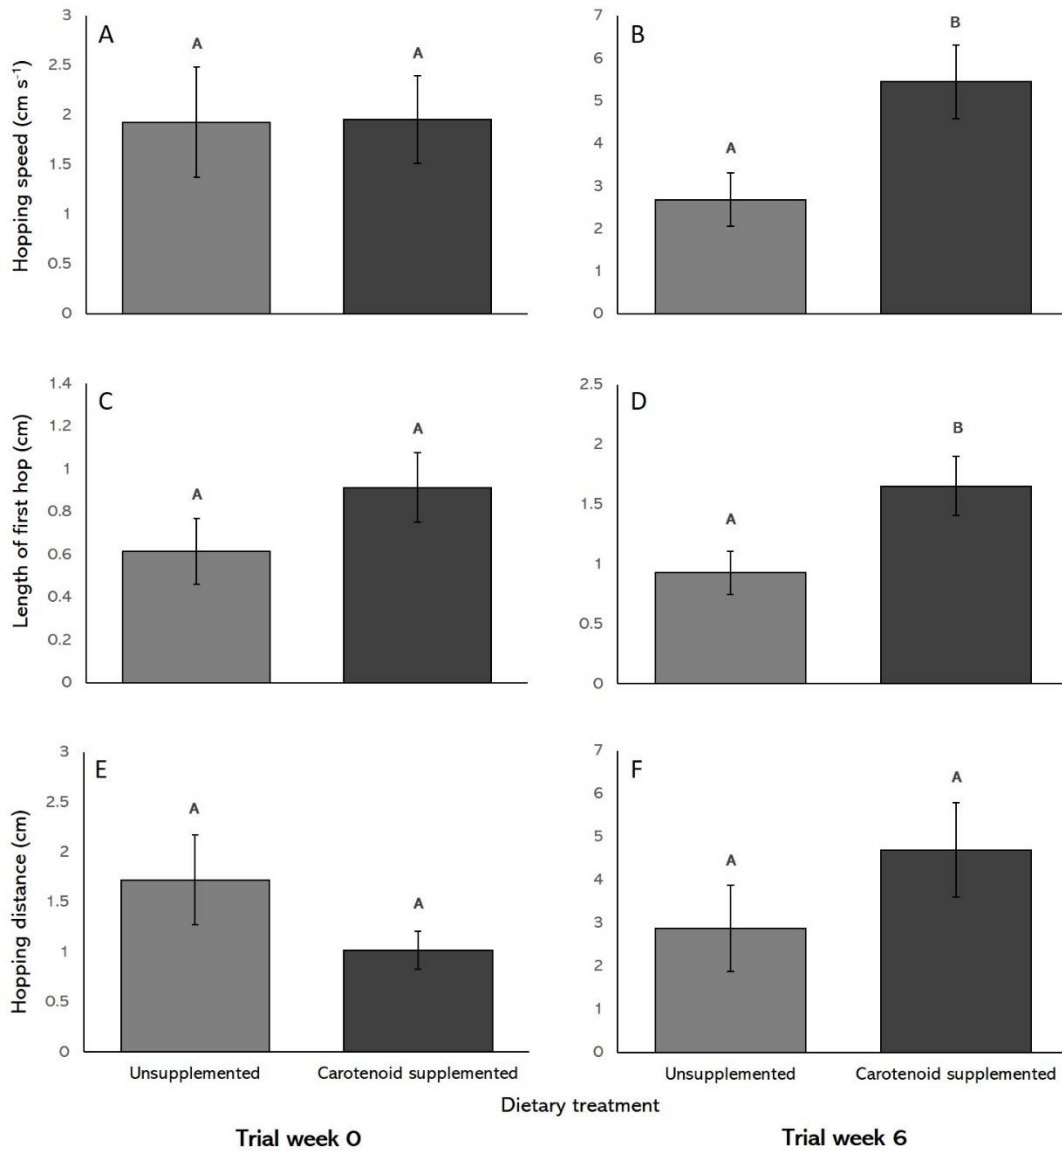 A
Hopping speed (cm s⁻¹)
3
2.5
2
1.5
1
0.5
0
A
A
B
7
6
5
4
3
2
1
0
A
B
C
Length of first hop (cm)
1.4
1.2
1
0.8
0.6
0.4
0.2
0
A
A
D
2.5
2
1.5
1
0.5
0
A
B
E
Hopping distance (cm)
3
2.5
2
1.5
1
0.5
0
A
A
F
7
6
5
4
3
2
1
0
A
A
Unsupplemented
Carotenoid supplemented
Unsupplemented
Carotenoid supplemented
Dietary treatment
Trial week 0
Trial week 6